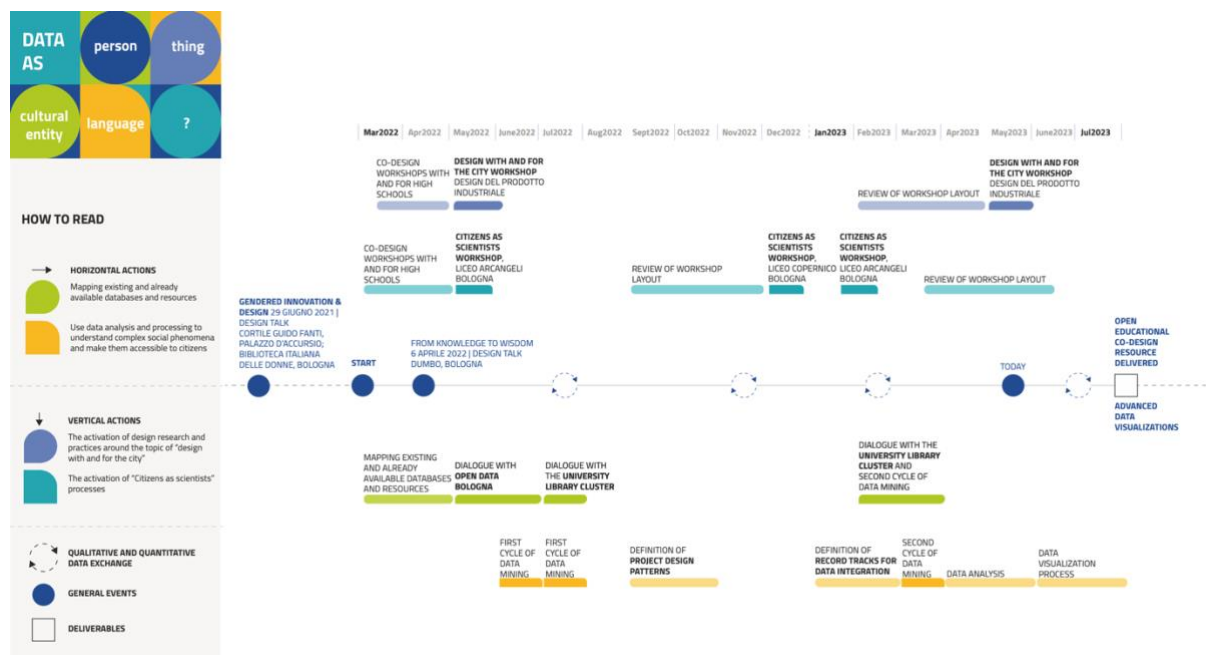 DATA
AS
person
thing
cultural
entity
language
?
HOW TO READ
HORIZONTAL ACTIONS
Mapping existing and already
available databases and resources
Use data analysis and processing to
understand complex social phenomena
and make them accessible to citizens
VERTICAL ACTIONS
The activation of design research and
practices around the topic of "design
with and for the city"
The activation of "Citizens as scientists"
processes
QUALITATIVE AND QUANTITATIVE
DATA EXCHANGE
GENERAL EVENTS
DELIVERABLES
Mar2022 Apr2022 May2022 June2022 Jul2022 Aug2022 Sept2022 Oct2022 Nov2022 Dec2022 Jan2023 Feb2023 Mar2023 Apr2023 May2023 June2023 Jul2023
CO-DESIGN
WORKSHOPS WITH
AND FOR HIGH
SCHOOLS
DESIGN WITH AND FOR
THE CITY WORKSHOP
DESIGN DEL PRODOTTO
INDUSTRIALE
REVIEW OF WORKSHOP LAYOUT
DESIGN WITH AND FOR
THE CITY WORKSHOP
DESIGN DEL PRODOTTO
INDUSTRIALE
CO-DESIGN
WORKSHOPS WITH
AND FOR HIGH
SCHOOLS
CITIZENS AS
SCIENTISTS
WORKSHOP,
LICEO ARCANGELI
BOLOGNA
REVIEW OF WORKSHOP
LAYOUT
CITIZENS AS
SCIENTISTS
WORKSHOP,
LICEO COPERNICO
BOLOGNA
CITIZENS AS
SCIENTISTS
WORKSHOP,
LICEO ARCANGELI
BOLOGNA
REVIEW OF WORKSHOP LAYOUT
GENDERED INNOVATION &
DESIGN 29 GIUGNO 2021 |
DESIGN TALK
CORTILE GUIDO FANTI,
PALAZZO D'ACCURSIO;
BIBLIOTECA ITALIANA
DELLE DONNE, BOLOGNA
START
FROM KNOWLEDGE TO WISDOM
6 APRILE 2022 | DESIGN TALK
DUMBO, BOLOGNA
TODAY
OPEN
EDUCATIONAL
CO-DESIGN
RESOURCE
DELIVERED
ADVANCED
DATA
VISUALIZATIONS
MAPPING EXISTING
AND ALREADY
AVAILABLE DATABASES
AND RESOURCES
DIALOGUE WITH
OPEN DATA
BOLOGNA
DIALOGUE WITH
THE UNIVERSITY
LIBRARY CLUSTER
DIALOGUE WITH THE
UNIVERSITY LIBRARY
CLUSTER AND
SECOND CYCLE OF
DATA MINING
FIRST
CYCLE OF
DATA
MINING
FIRST
CYCLE OF
DATA
MINING
DEFINITION OF
PROJECT DESIGN
PATTERNS
DEFINITION OF
RECORD TRACKS FOR
DATA INTEGRATION
SECOND
CYCLE OF
DATA
MINING
DATA ANALYSIS
DATA
VISUALIZATION
PROCESS